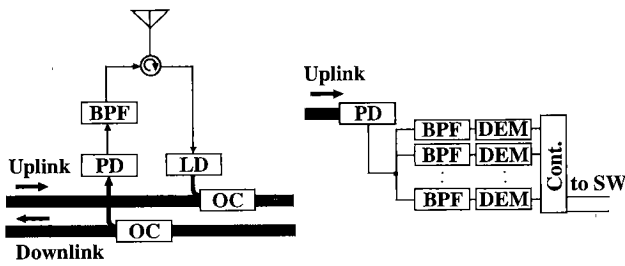 BPF
Uplink
PD
LD
OC
OC
Downlink
Uplink
PD
BPF DEM
BPF DEM
BPF DEM
Cont.
to SW